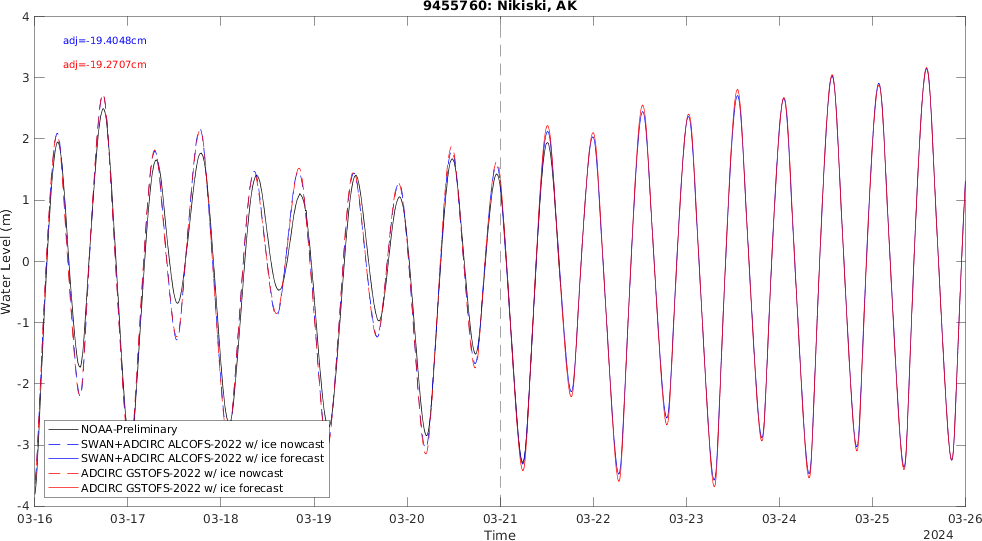 9455760: Nikiski, AK
adj=-19.4048cm
adj=-19.2707cm
4
3
2
1
0
-1
-2
-3
-4
Water Level (m)
NOAA-Preliminary
SWAN+ADCIRC ALCOFS-2022 w/ ice nowcast
SWAN+ADCIRC ALCOFS-2022 w/ ice forecast
ADCIRC GSTOFS-2022 w/ ice nowcast
ADCIRC GSTOFS-2022 w/ ice forecast
03-16 03-17 03-18 03-19 03-20 03-21 03-22 03-23 03-24 03-25 03-26
Time
2024